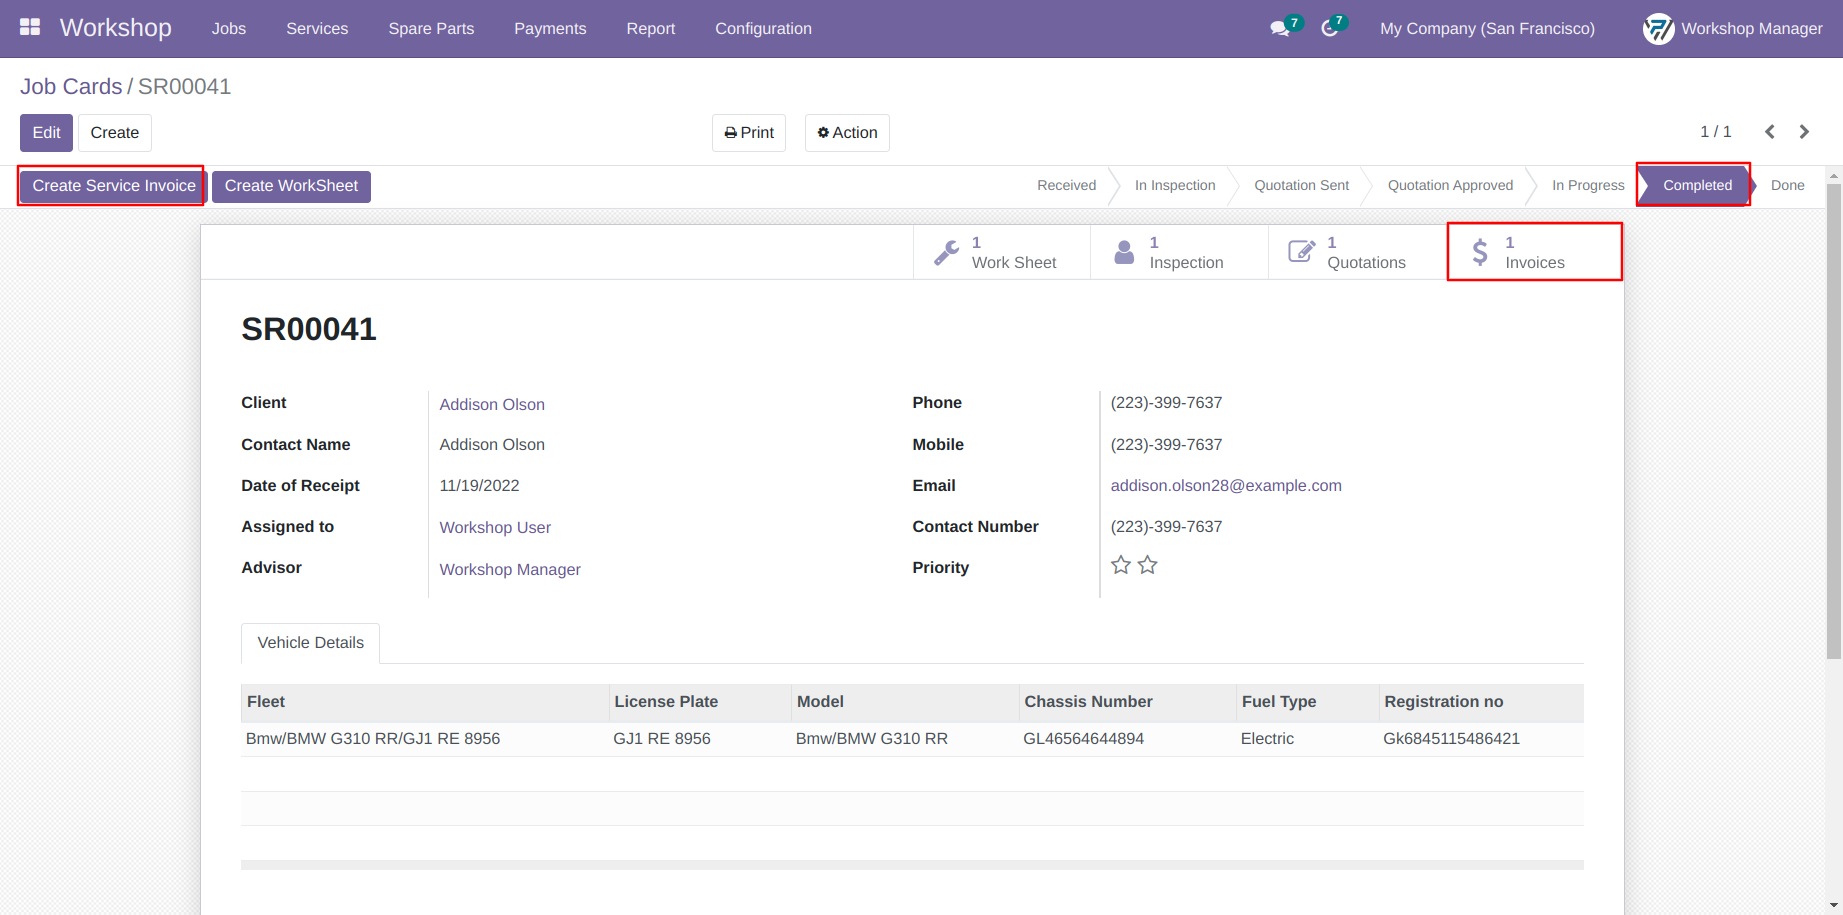 Workshop Jobs Services Spare Parts Payments Report Configuration 7 7 My Company (San Francisco) Workshop Manager
Job Cards / SR00041
Edit Create Print Action 1 / 1
Create Service Invoice Create WorkSheet Received In Inspection Quotation Sent Quotation Approved In Progress Completed Done
1 Work Sheet
1 Inspection
1 Quotations
1 Invoices
SR00041
Client Addison Olson
Contact Name Addison Olson
Date of Receipt 11/19/2022
Assigned to Workshop User
Advisor Workshop Manager
Phone (223)-399-7637
Mobile (223)-399-7637
Email addison.olson28@example.com
Contact Number (223)-399-7637
Priority
Vehicle Details
Fleet License Plate Model Chassis Number Fuel Type Registration no
Bmw/BMW G310 RR/GJ1 RE 8956 GJ1 RE 8956 Bmw/BMW G310 RR GL46564644894 Electric Gk6845115486421